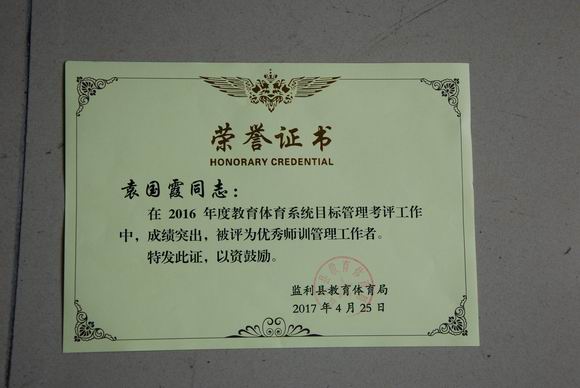 荣誉证书
HONORARY CREDENTIAL
袁国霞同志：
在 2016 年度教育体育系统目标管理考评工作
中，成绩突出，被评为优秀师训管理工作者。
特发此证，以资鼓励。
监利县教育体育局
2017 年 4 月 25 日